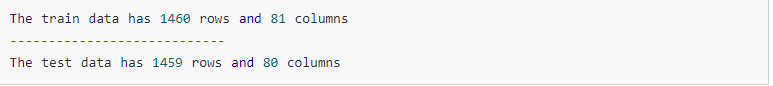 The train data has 1460 rows and 81 columns
----------------------------
The test data has 1459 rows and 80 columns